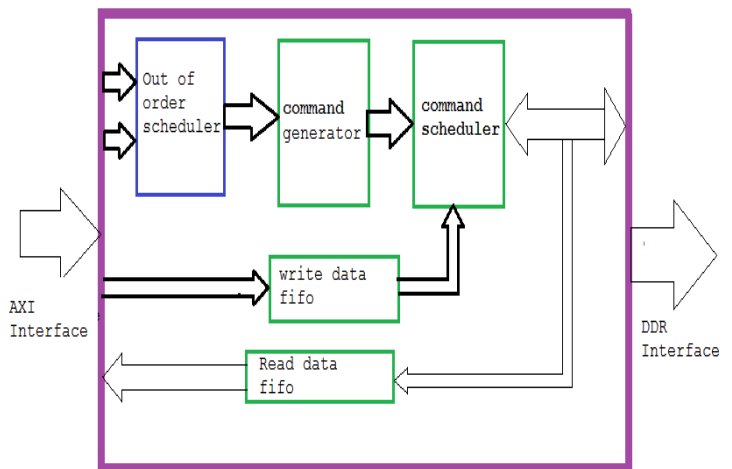 Out of
order
scheduler
command
generator
command
scheduler
write data
fifo
AXI
Interface
DDR
Interface
Read data
fifo